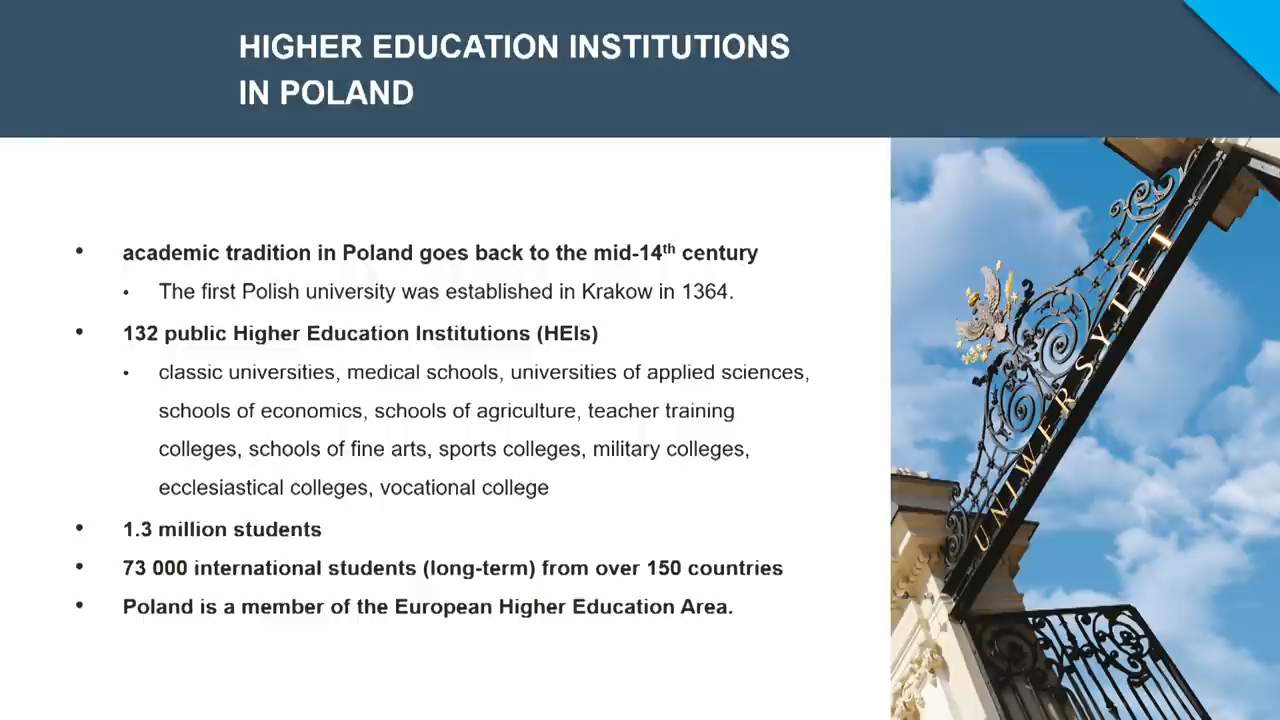 HIGHER EDUCATION INSTITUTIONS
IN POLAND
• academic tradition in Poland goes back to the mid-14th century
• The first Polish university was established in Krakow in 1364.
• 132 public Higher Education Institutions (HEIs)
• classic universities, medical schools, universities of applied sciences,
schools of economics, schools of agriculture, teacher training
colleges, schools of fine arts, sports colleges, military colleges,
ecclesiastical colleges, vocational college
• 1.3 million students
• 73 000 international students (long-term) from over 150 countries
• Poland is a member of the European Higher Education Area.
UNIWERSYTET